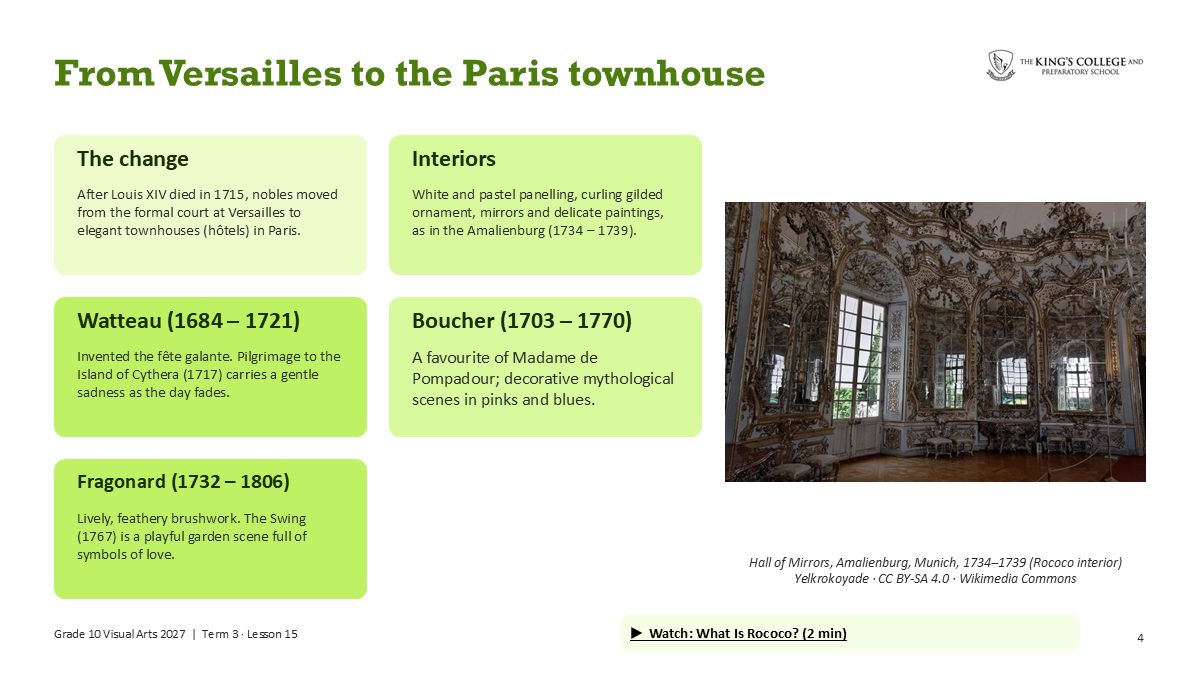 From Versailles to the Paris townhouse
THE KING'S COLLEGE AND
PREPARATORY SCHOOL
The change
After Louis XIV died in 1715, nobles moved
from the formal court at Versailles to
elegant townhouses (hôtels) in Paris.
Interiors
White and pastel panelling, curling gilded
ornament, mirrors and delicate paintings,
as in the Amalienburg (1734 – 1739).
Watteau (1684 – 1721)
Invented the fête galante. Pilgrimage to the
Island of Cythera (1717) carries a gentle
sadness as the day fades.
Boucher (1703 – 1770)
A favourite of Madame de
Pompadour; decorative mythological
scenes in pinks and blues.
Fragonard (1732 – 1806)
Lively, feathery brushwork. The Swing
(1767) is a playful garden scene full of
symbols of love.
Hall of Mirrors, Amalienburg, Munich, 1734–1739 (Rococo interior)
Yelkrokoyade · CC BY-SA 4.0 · Wikimedia Commons
Grade 10 Visual Arts 2027 | Term 3 · Lesson 15
▶ Watch: What Is Rococo? (2 min)
4